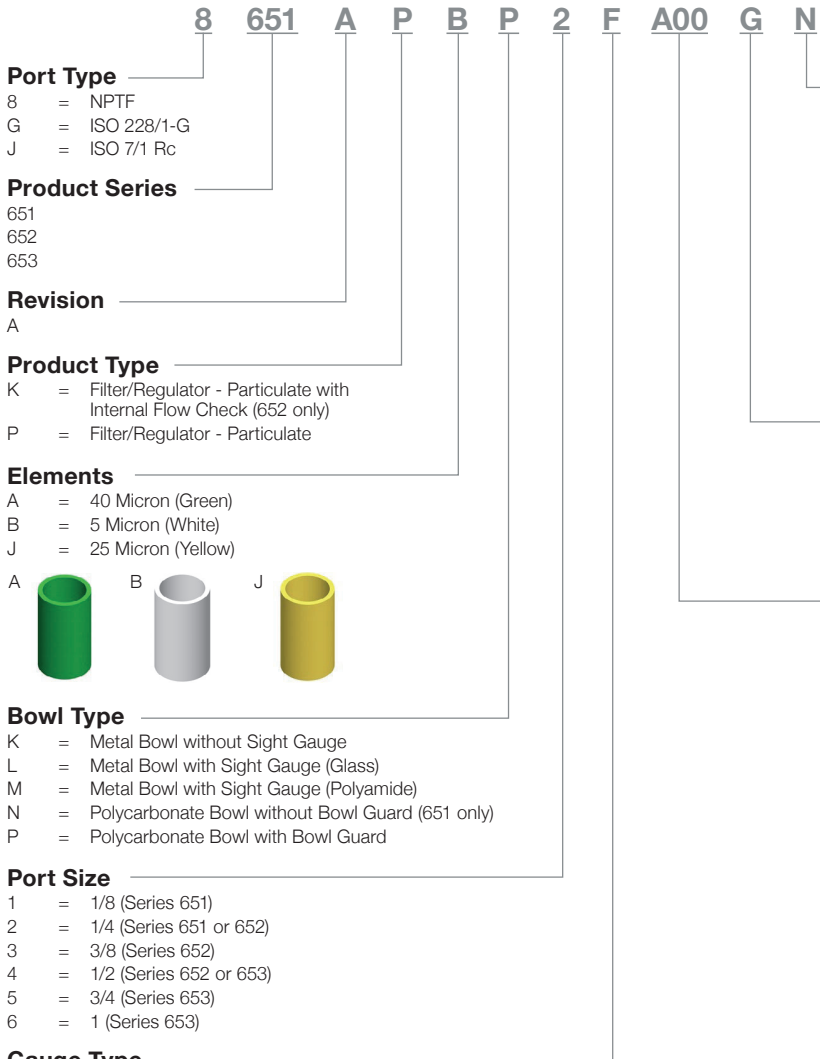 8 651 A P B P 2 F A00 G N
Port Type
8 = NPTF
G = ISO 228/1-G
J = ISO 7/1 Rc
Product Series
651
652
653
Revision
A
Product Type
K = Filter/Regulator - Particulate with
Internal Flow Check (652 only)
P = Filter/Regulator - Particulate
Elements
A = 40 Micron (Green)
B = 5 Micron (White)
J = 25 Micron (Yellow)
A B J
Bowl Type
K = Metal Bowl without Sight Gauge
L = Metal Bowl with Sight Gauge (Glass)
M = Metal Bowl with Sight Gauge (Polyamide)
N = Polycarbonate Bowl without Bowl Guard (651 only)
P = Polycarbonate Bowl with Bowl Guard
Port Size
1 = 1/8 (Series 651)
2 = 1/4 (Series 651 or 652)
3 = 3/8 (Series 652)
4 = 1/2 (Series 652 or 653)
5 = 3/4 (Series 653)
6 = 1 (Series 653)
Gauge Type